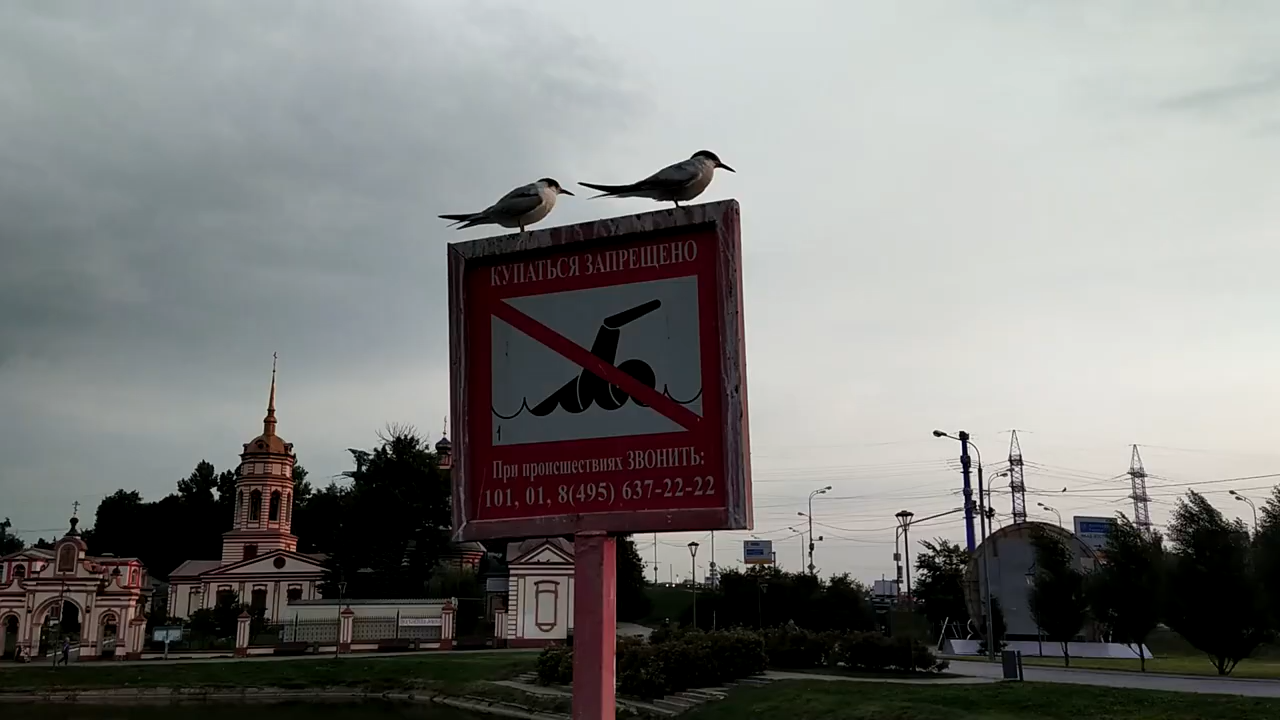 КУПАТЬСЯ ЗАПРЕЩЕНО
При происшествиях ЗВОНИТЬ:
101, 01, 8(495) 637-22-22